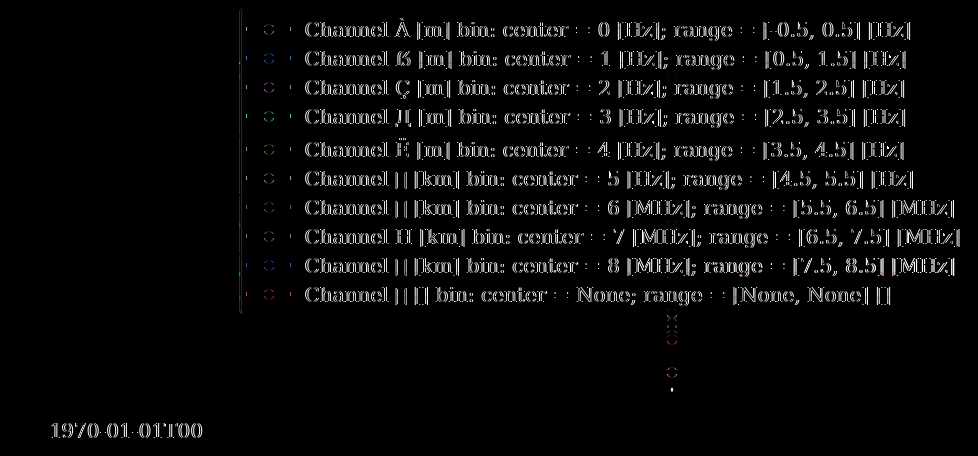 Channel À [m] bin: center = 0 [Hz]; range = [-0.5, 0.5] [Hz]
Channel ß [m] bin: center = 1 [Hz]; range = [0.5, 1.5] [Hz]
Channel Ç [m] bin: center = 2 [Hz]; range = [1.5, 2.5] [Hz]
Channel Д [m] bin: center = 3 [Hz]; range = [2.5, 3.5] [Hz]
Channel Ë [m] bin: center = 4 [Hz]; range = [3.5, 4.5] [Hz]
Channel [km] bin: center = 5 [Hz]; range = [4.5, 5.5] [Hz]
Channel [km] bin: center = 6 [MHz]; range = [5.5, 6.5] [MHz]
Channel H [km] bin: center = 7 [MHz]; range = [6.5, 7.5] [MHz]
Channel [km] bin: center = 8 [MHz]; range = [7.5, 8.5] [MHz]
Channel [] bin: center = None; range = [None, None] []
1970-01-01T00